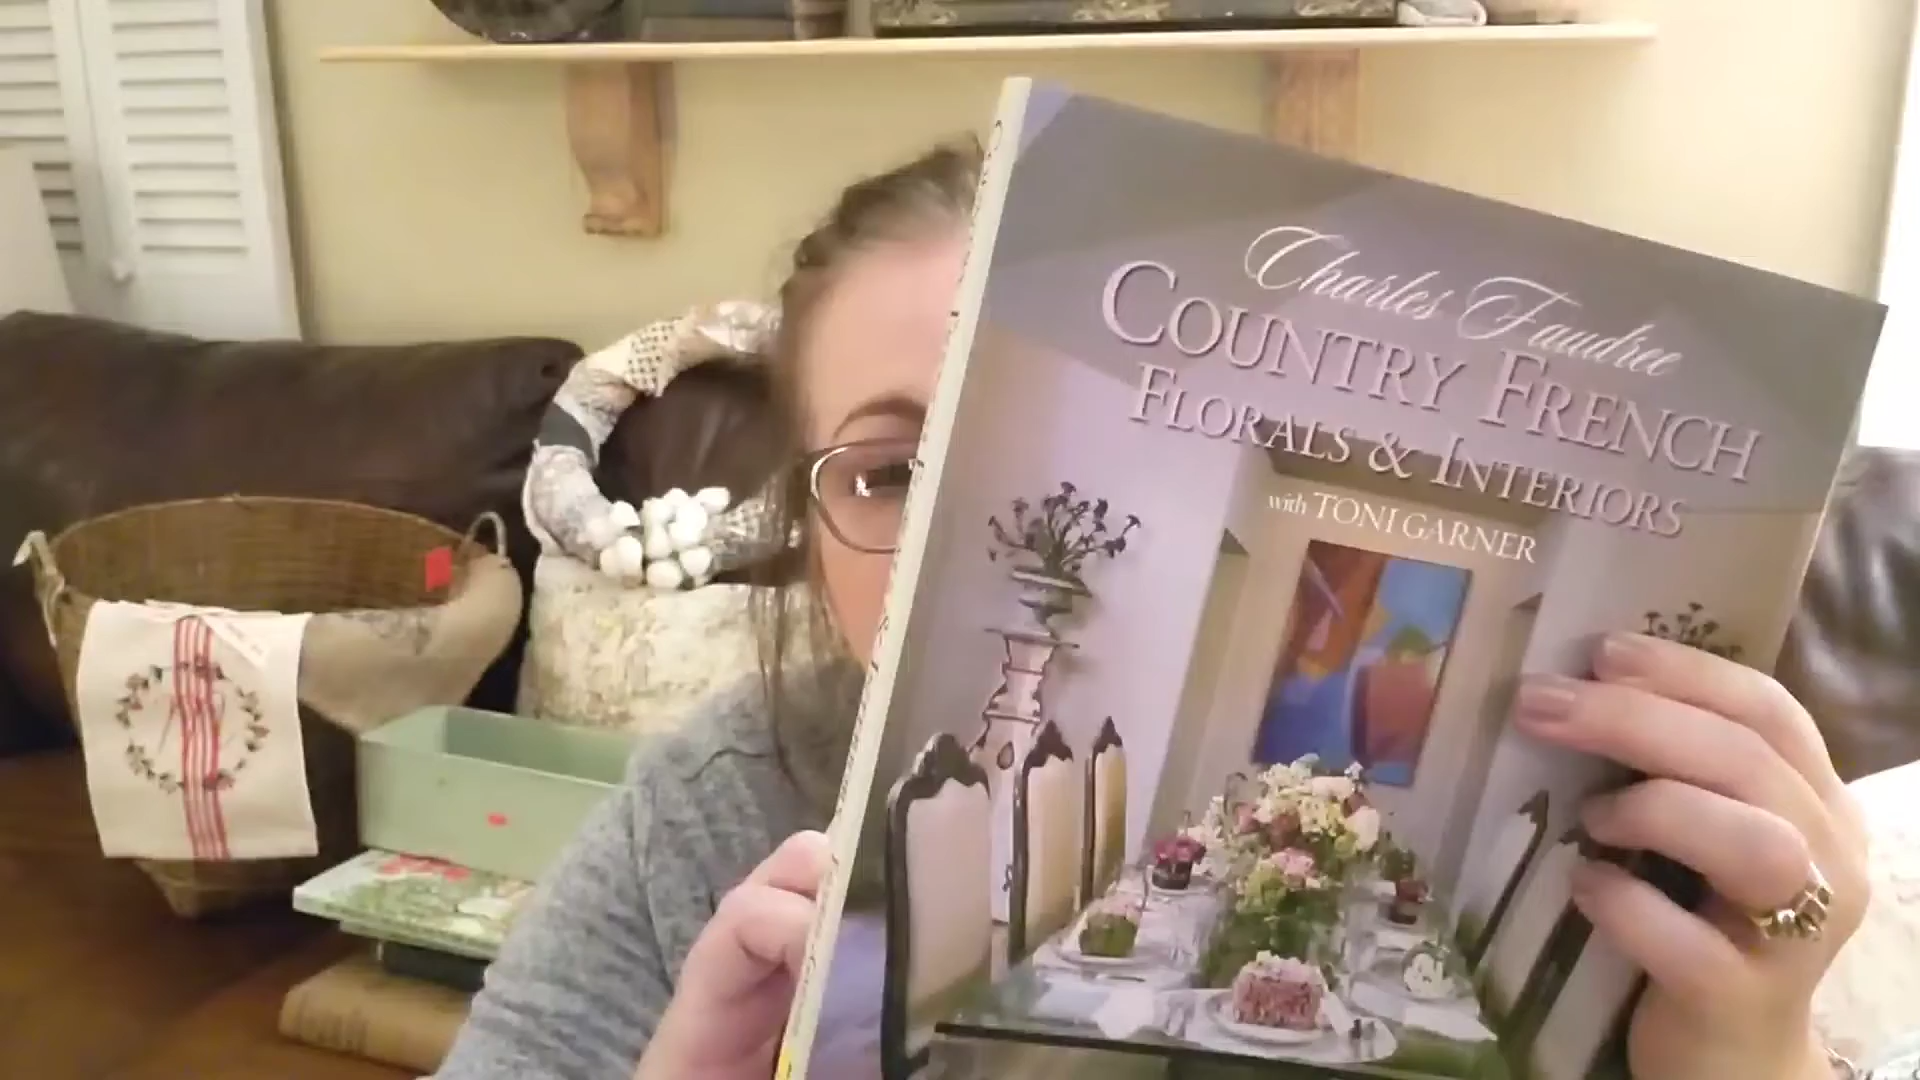 Charles Faudree
COUNTRY FRENCH
FLORALS & INTERIORS
with TONI GARNER